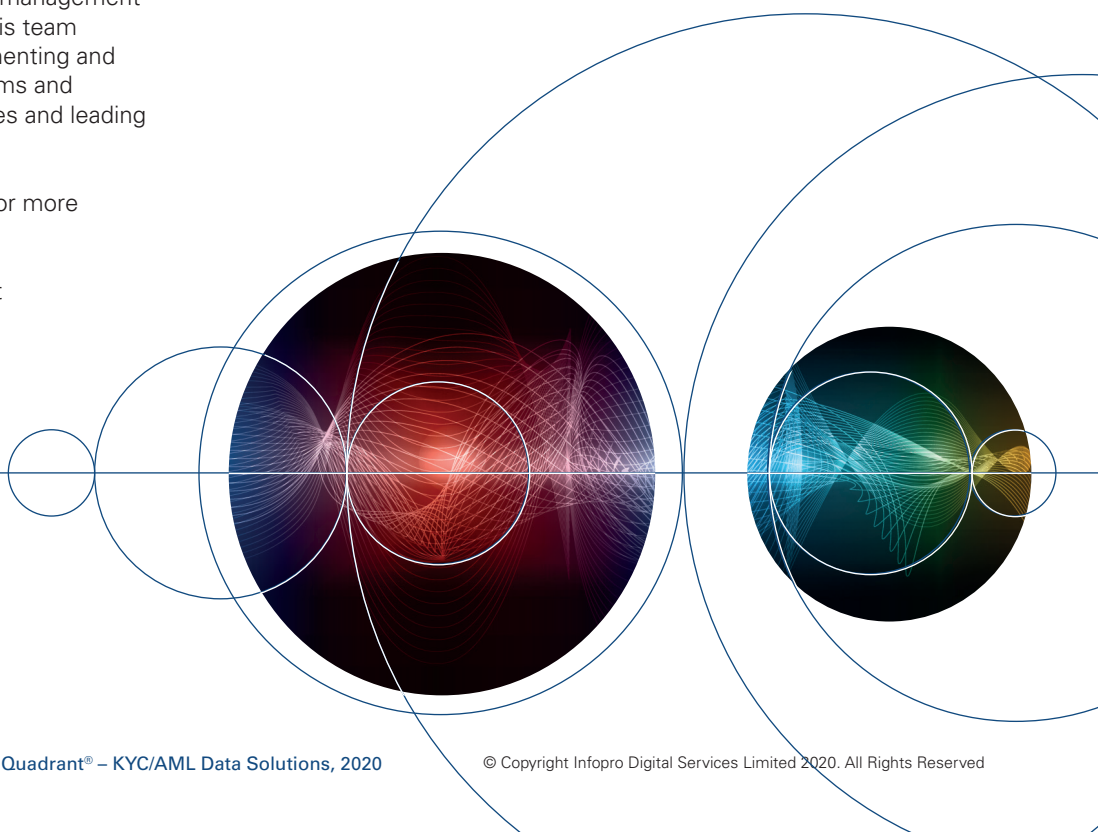 management
is team
enting and
ms and
es and leading
or more
Quadrant® – KYC/AML Data Solutions, 2020
© Copyright Infopro Digital Services Limited 2020. All Rights Reserved